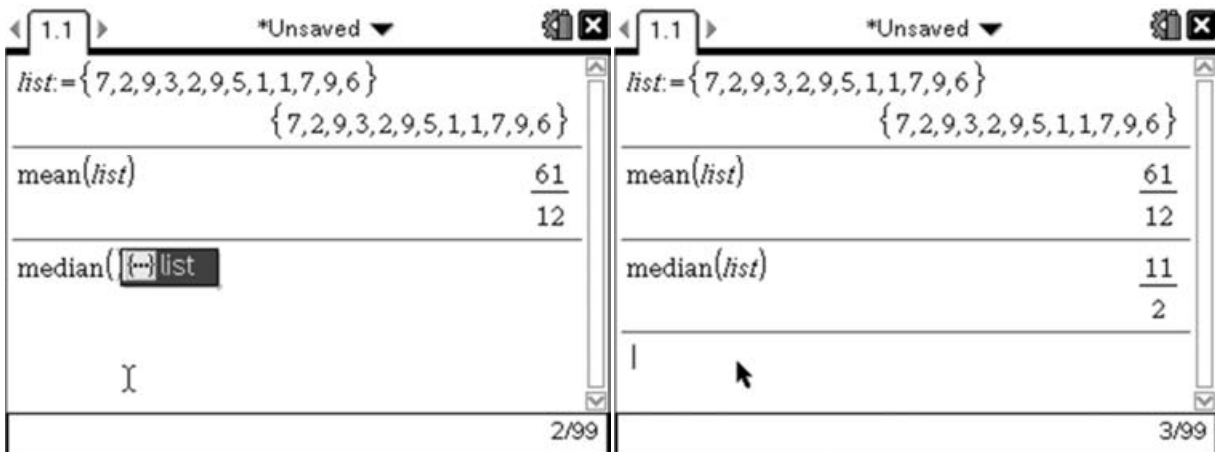 1.1 *Unsaved
list:={7,2,9,3,2,9,5,1,1,7,9,6}
{7,2,9,3,2,9,5,1,1,7,9,6}
mean(list) 61/12
median( {...} list
2/99
1.1 *Unsaved
list:={7,2,9,3,2,9,5,1,1,7,9,6}
{7,2,9,3,2,9,5,1,1,7,9,6}
mean(list) 61/12
median(list) 11/2
3/99